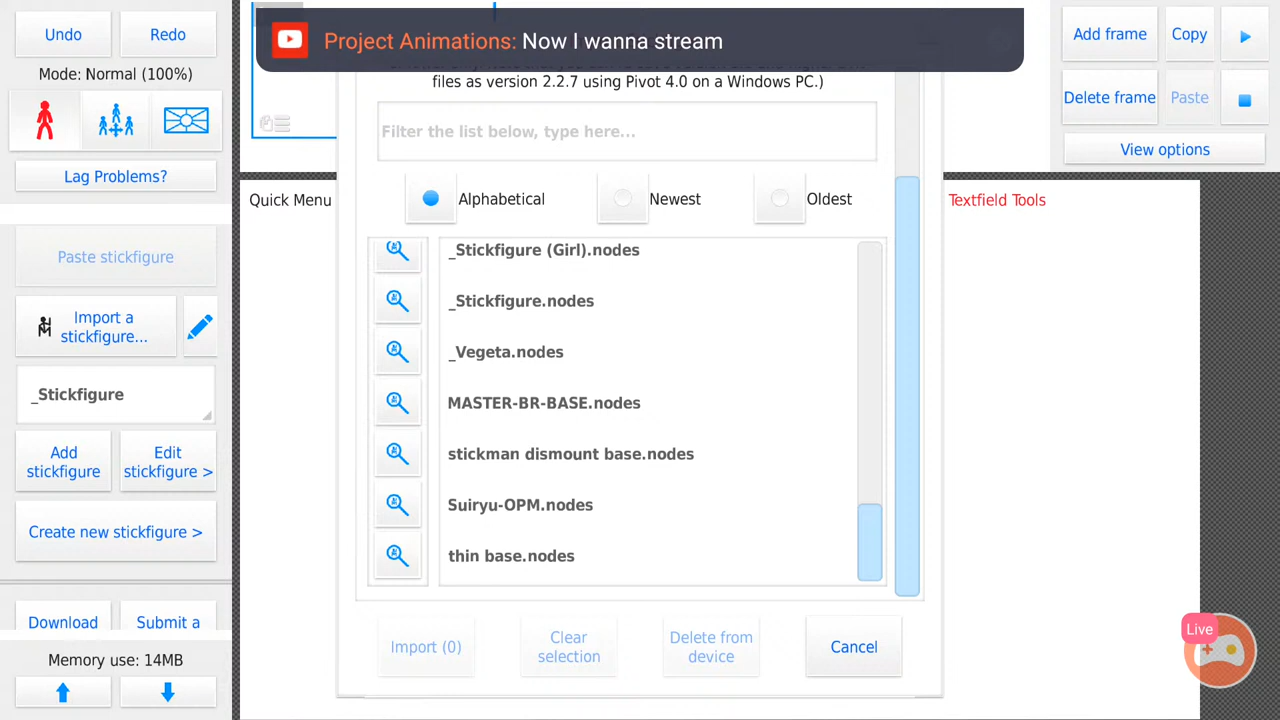 Undo
Redo
Mode: Normal (100%)
Lag Problems?
Paste stickfigure
Import a
stickfigure...
_Stickfigure
Add
stickfigure
Edit
stickfigure >
Create new stickfigure >
Download
Submit a
Memory use: 14MB
Project Animations: Now I wanna stream
files as version 2.2.7 using Pivot 4.0 on a Windows PC.)
Filter the list below, type here...
Alphabetical
Newest
Oldest
_Stickfigure (Girl).nodes
_Stickfigure.nodes
_Vegeta.nodes
MASTER-BR-BASE.nodes
stickman dismount base.nodes
Suiryu-OPM.nodes
thin base.nodes
Import (0)
Clear
selection
Delete from
device
Cancel
Quick Menu
Textfield Tools
Add frame
Copy
Delete frame
Paste
View options
Live